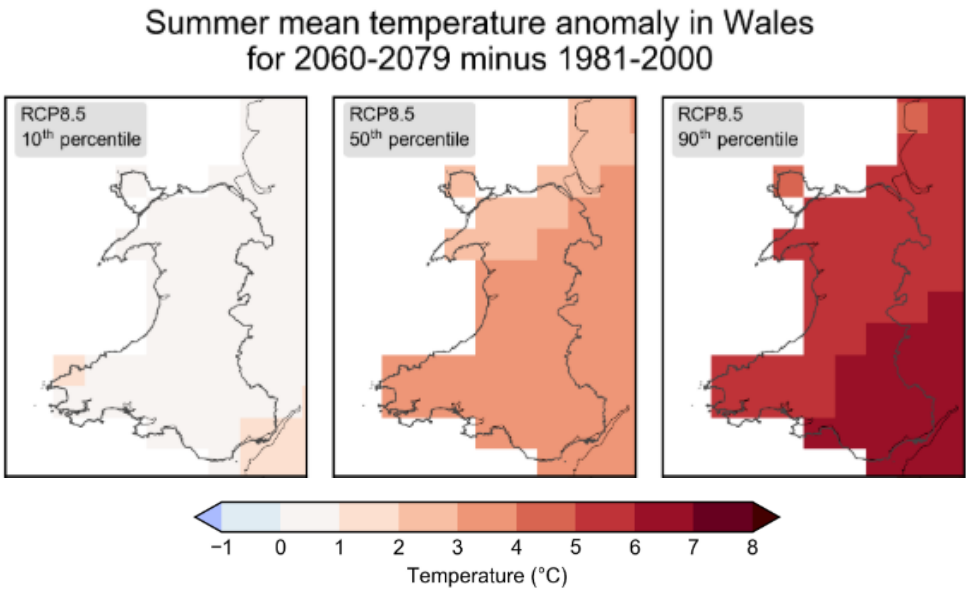 Summer mean temperature anomaly in Wales
for 2060-2079 minus 1981-2000
RCP8.5
10th percentile
RCP8.5
50th percentile
RCP8.5
90th percentile
−1 0 1 2 3 4 5 6 7 8
Temperature (°C)